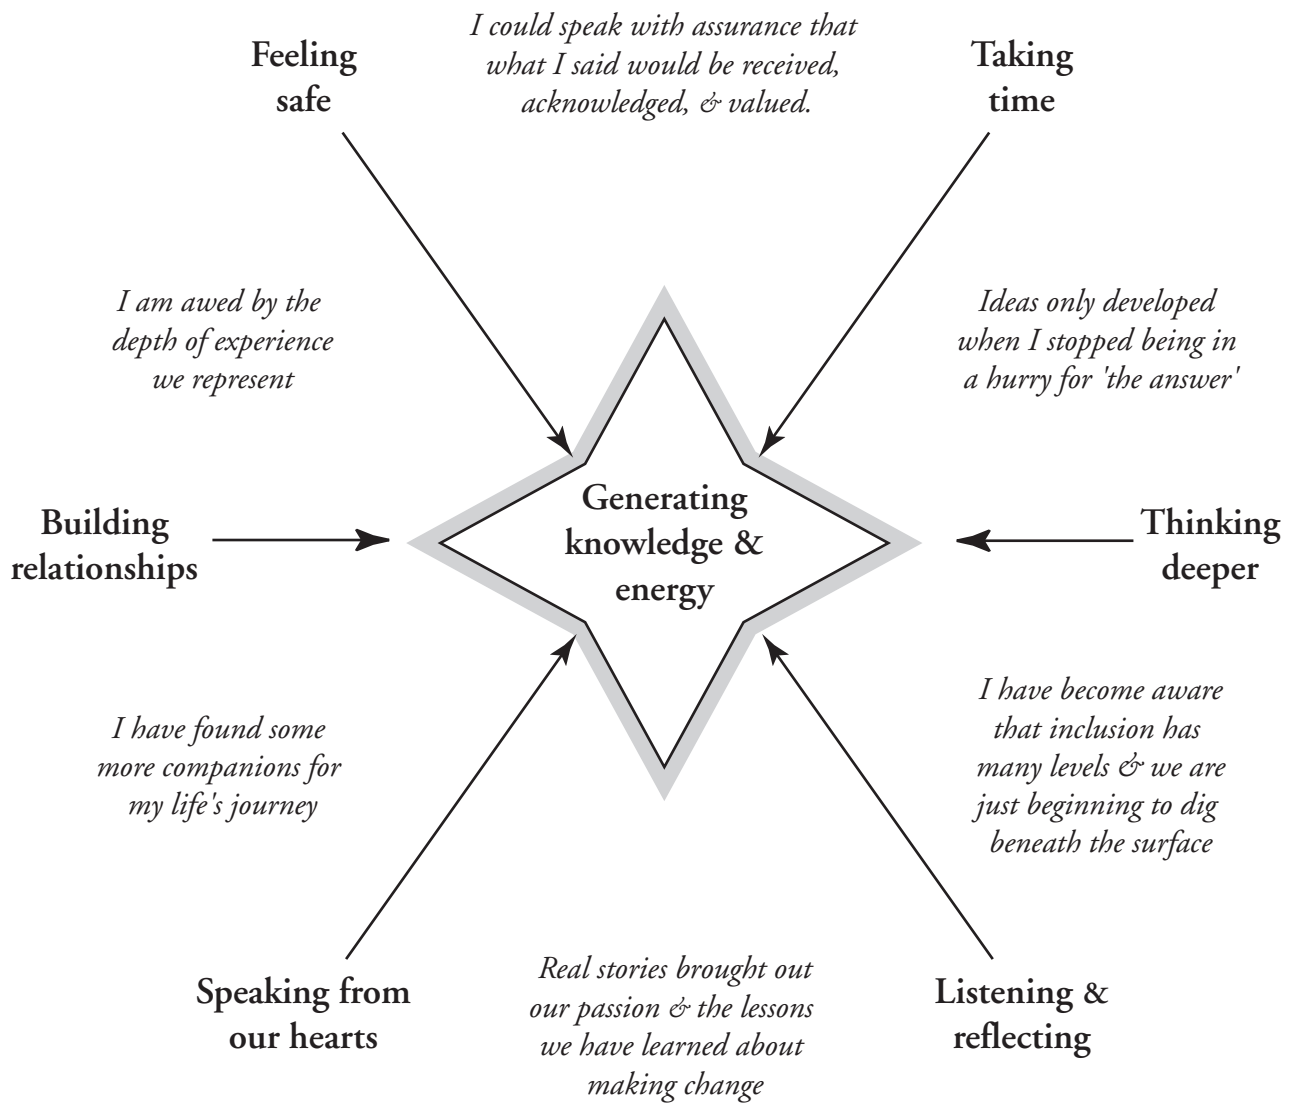 Feeling
safe
I could speak with assurance that
what I said would be received,
acknowledged, & valued.
Taking
time
I am awed by the
depth of experience
we represent
Ideas only developed
when I stopped being in
a hurry for 'the answer'
Building
relationships
Generating
knowledge &
energy
Thinking
deeper
I have found some
more companions for
my life's journey
I have become aware
that inclusion has
many levels & we are
just beginning to dig
beneath the surface
Speaking from
our hearts
Real stories brought out
our passion & the lessons
we have learned about
making change
Listening &
reflecting